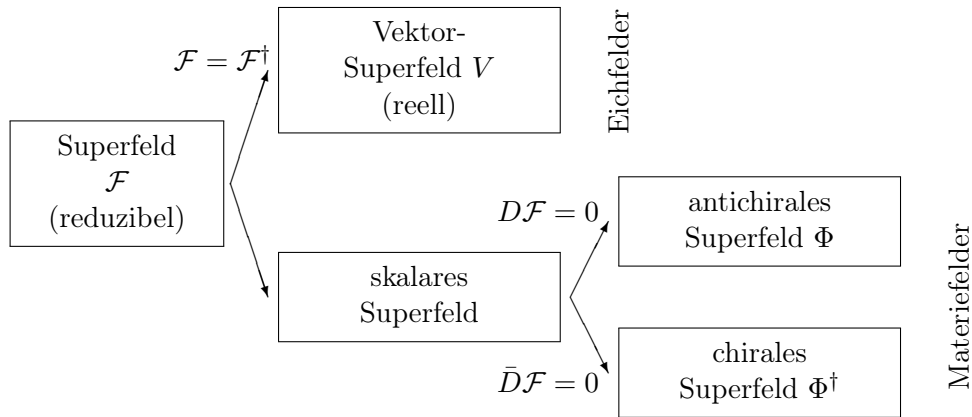 Superfeld
𝓕
(reduzibel)
𝓕 = 𝓕†
Vektor-
Superfeld V
(reell)
Eichfelder
skalares
Superfeld
D𝓕 = 0
antichirales
Superfeld Φ
D̄𝓕 = 0
chirales
Superfeld Φ†
Materiefelder